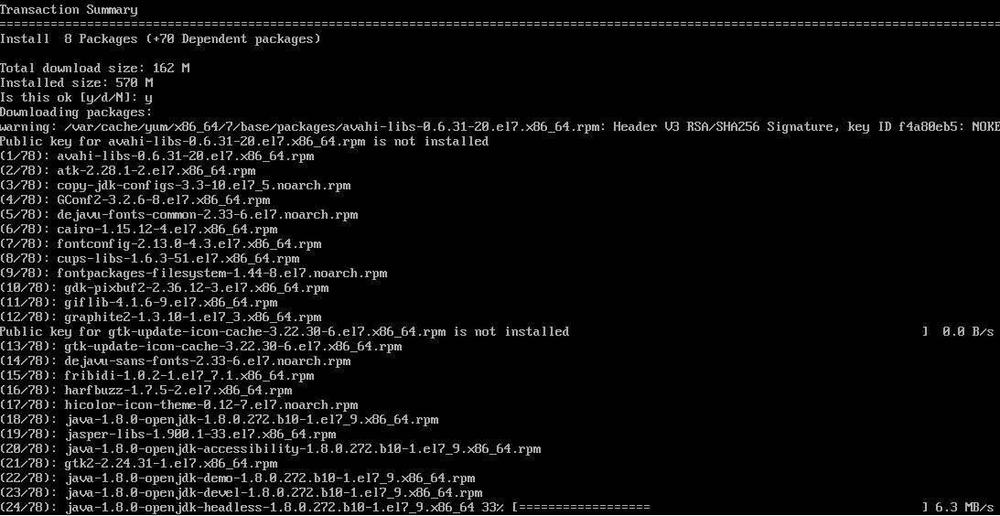 Transaction Summary
================================================================================
Install  8 Packages (+70 Dependent packages)
Total download size: 162 M
Installed size: 570 M
Is this ok [y/d/N]: y
Downloading packages:
warning: /var/cache/yum/x86_64/7/base/packages/avahi-libs-0.6.31-20.el7.x86_64.rpm: Header V3 RSA/SHA256 Signature, key ID f4a80eb5: NOKE
Public key for avahi-libs-0.6.31-20.el7.x86_64.rpm is not installed
(1/78): avahi-libs-0.6.31-20.el7.x86_64.rpm
(2/78): atk-2.28.1-2.el7.x86_64.rpm
(3/78): copy-jdk-configs-3.3-10.el7_5.noarch.rpm
(4/78): GConf2-3.2.6-8.el7.x86_64.rpm
(5/78): dejavu-fonts-common-2.33-6.el7.noarch.rpm
(6/78): cairo-1.15.12-4.el7.x86_64.rpm
(7/78): fontconfig-2.13.0-4.3.el7.x86_64.rpm
(8/78): cups-libs-1.6.3-51.el7.x86_64.rpm
(9/78): fontpackages-filesystem-1.44-8.el7.noarch.rpm
(10/78): gdk-pixbuf2-2.36.12-3.el7.x86_64.rpm
(11/78): giflib-4.1.6-9.el7.x86_64.rpm
(12/78): graphite2-1.3.10-1.el7_3.x86_64.rpm
Public key for gtk-update-icon-cache-3.22.30-6.el7.x86_64.rpm is not installed ] 0.0 B/s
(13/78): gtk-update-icon-cache-3.22.30-6.el7.x86_64.rpm
(14/78): dejavu-sans-fonts-2.33-6.el7.noarch.rpm
(15/78): fribidi-1.0.2-1.el7_7.1.x86_64.rpm
(16/78): harfbuzz-1.7.5-2.el7.x86_64.rpm
(17/78): hicolor-icon-theme-0.12-7.el7.noarch.rpm
(18/78): java-1.8.0-openjdk-1.8.0.272.b10-1.el7_9.x86_64.rpm
(19/78): jasper-libs-1.900.1-33.el7.x86_64.rpm
(20/78): java-1.8.0-openjdk-accessibility-1.8.0.272.b10-1.el7_9.x86_64.rpm
(21/78): gtk2-2.24.31-1.el7.x86_64.rpm
(22/78): java-1.8.0-openjdk-demo-1.8.0.272.b10-1.el7_9.x86_64.rpm
(23/78): java-1.8.0-openjdk-devel-1.8.0.272.b10-1.el7_9.x86_64.rpm
(24/78): java-1.8.0-openjdk-headless-1.8.0.272.b10-1.el7_9.x86_64 33% [================== ] 6.3 MB/s